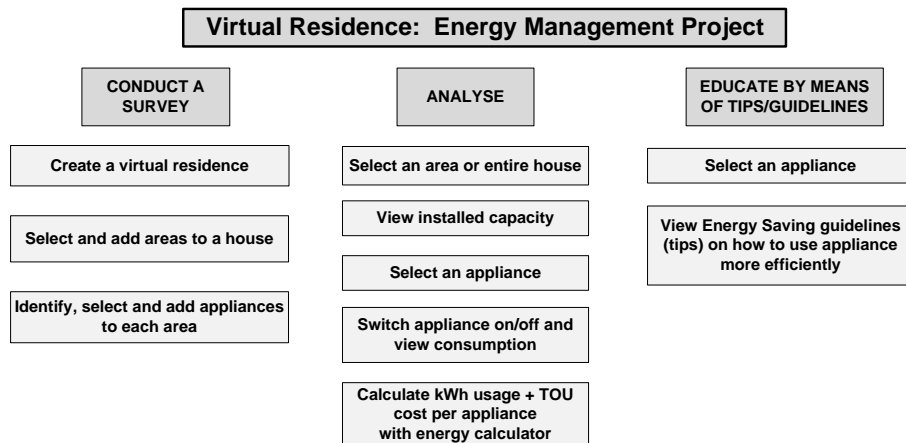 Virtual Residence: Energy Management Project
CONDUCT A
SURVEY
Create a virtual residence
Select and add areas to a house
Identify, select and add appliances
to each area
ANALYSE
Select an area or entire house
View installed capacity
Select an appliance
Switch appliance on/off and
view consumption
Calculate kWh usage + TOU
cost per appliance
with energy calculator
EDUCATE BY MEANS
OF TIPS/GUIDELINES
Select an appliance
View Energy Saving guidelines
(tips) on how to use appliance
more efficiently